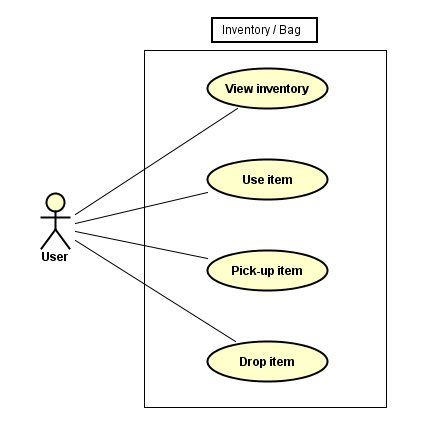 Inventory / Bag
View inventory
Use item
Pick-up item
User
Drop item